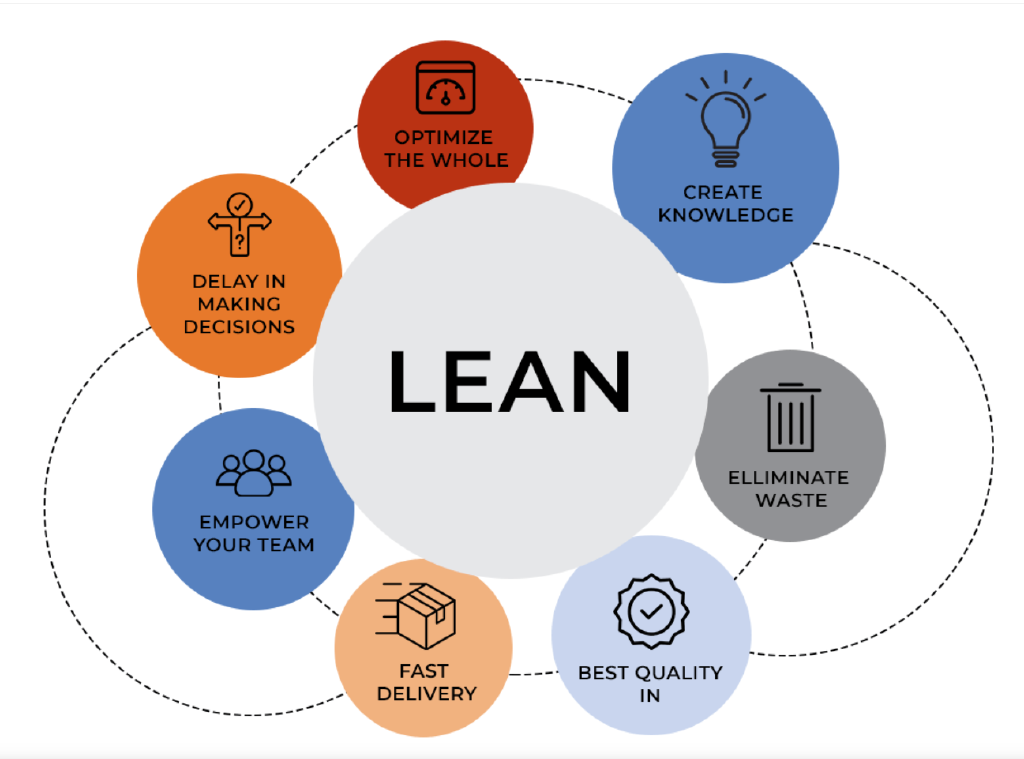 OPTIMIZE
THE WHOLE
CREATE
KNOWLEDGE
DELAY IN
MAKING
DECISIONS
?
LEAN
ELLIMINATE
WASTE
EMPOWER
YOUR TEAM
FAST
DELIVERY
BEST QUALITY
IN